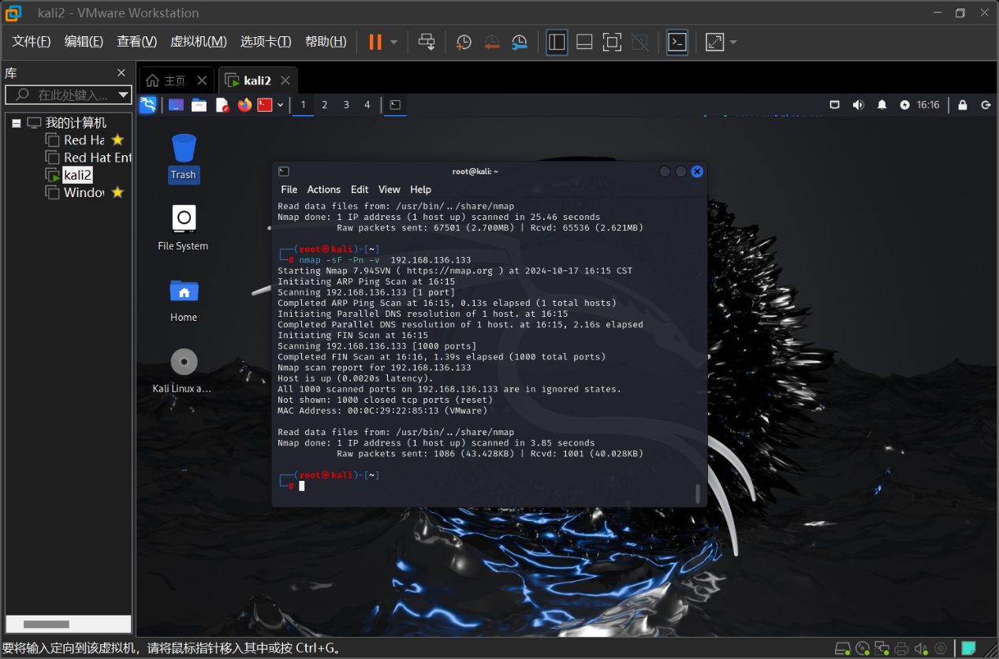 kali2 - VMware Workstation
文件(F) 编辑(E) 查看(V) 虚拟机(M) 选项卡(T) 帮助(H)
库
在此处键入...
主页
kali2
我的计算机
Red Ha
Red Hat Ent
kali2
Window
1 2 3 4
16:16
Trash
File System
Home
Kali Linux a...
root@kali: ~
File Actions Edit View Help
Read data files from: /usr/bin/../share/nmap
Nmap done: 1 IP address (1 host up) scanned in 25.46 seconds
Raw packets sent: 67501 (2.700MB) | Rcvd: 65536 (2.621MB)
┌──(root㉿kali)-[~]
└─# nmap -sF -Pn -v  192.168.136.133
Starting Nmap 7.94SVN ( https://nmap.org ) at 2024-10-17 16:15 CST
Initiating ARP Ping Scan at 16:15
Scanning 192.168.136.133 [1 port]
Completed ARP Ping Scan at 16:15, 0.13s elapsed (1 total hosts)
Initiating Parallel DNS resolution of 1 host. at 16:15
Completed Parallel DNS resolution of 1 host. at 16:15, 2.16s elapsed
Initiating FIN Scan at 16:15
Scanning 192.168.136.133 [1000 ports]
Completed FIN Scan at 16:16, 1.39s elapsed (1000 total ports)
Nmap scan report for 192.168.136.133
Host is up (0.0020s latency).
All 1000 scanned ports on 192.168.136.133 are in ignored states.
Not shown: 1000 closed tcp ports (reset)
MAC Address: 00:0C:29:22:85:13 (VMware)
Read data files from: /usr/bin/../share/nmap
Nmap done: 1 IP address (1 host up) scanned in 3.85 seconds
Raw packets sent: 1086 (43.428KB) | Rcvd: 1001 (40.028KB)
┌──(root㉿kali)-[~]
└─#
要将输入定向到该虚拟机，请将鼠标指针移入其中或按 Ctrl+G。